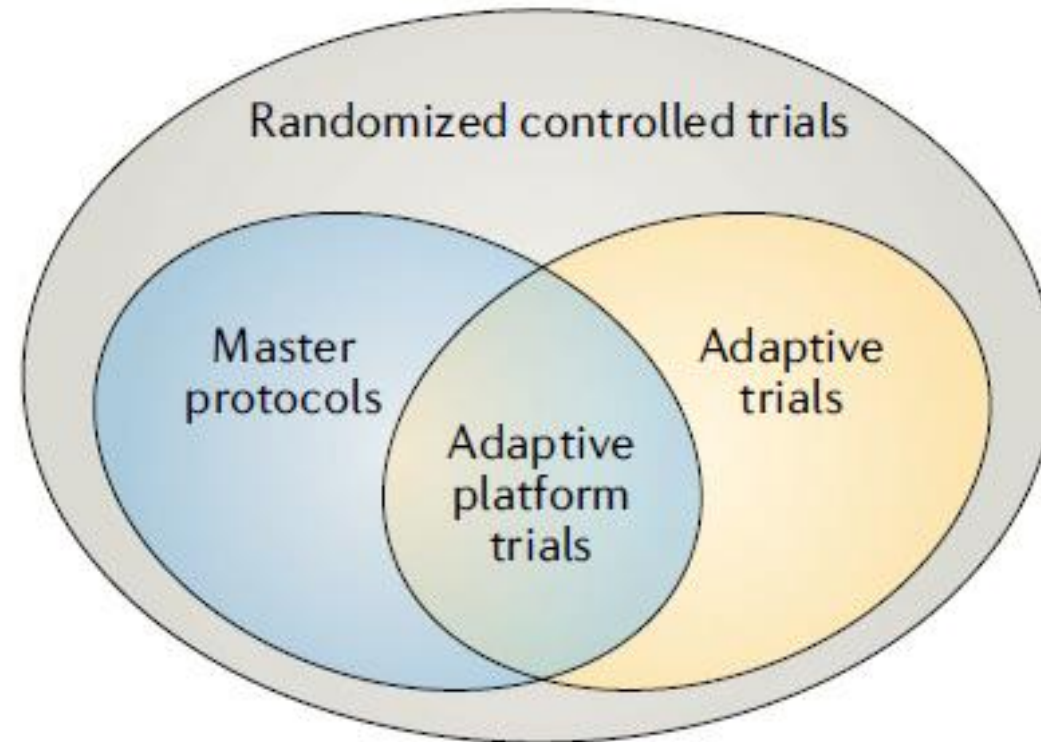 Randomized controlled trials
Master
protocols
Adaptive
trials
Adaptive
platform
trials